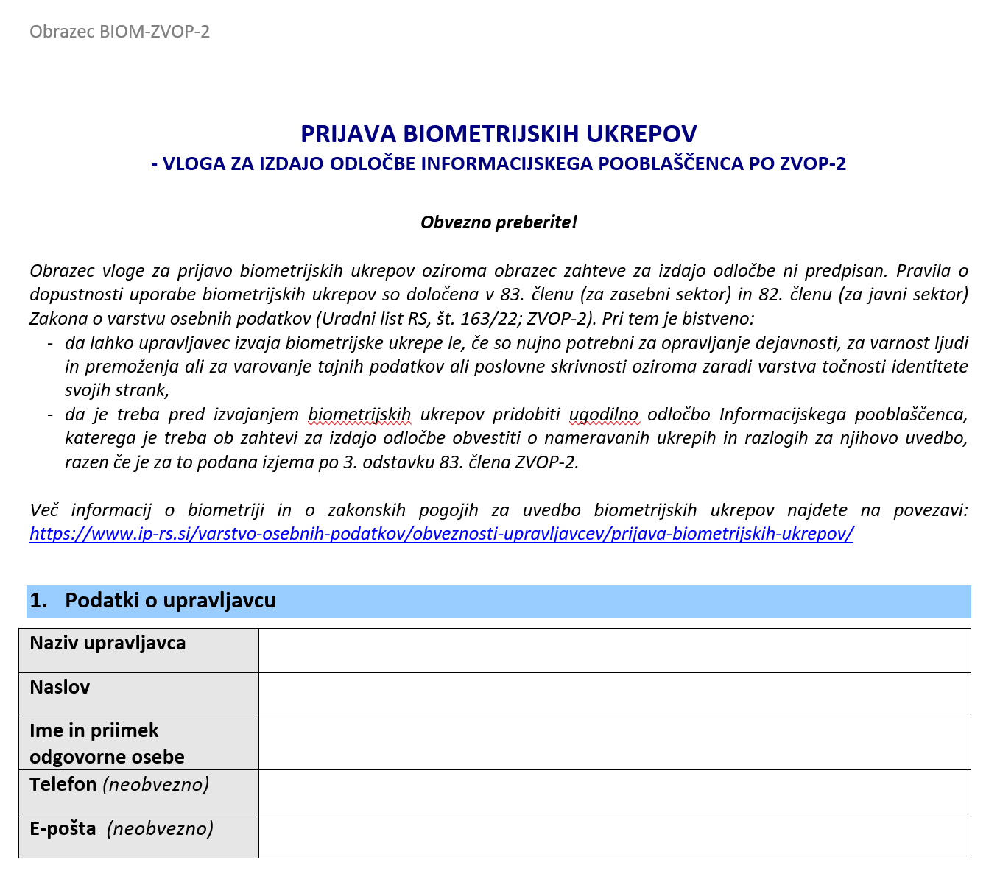 Obrazec BIOM-ZVOP-2
PRIJAVA BIOMETRIJSKIH UKREPOV
- VLOGA ZA IZDAJO ODLOČBE INFORMACIJSKEGA POOBLAŠČENCA PO ZVOP-2
Obvezno preberite!
Obrazec vloge za prijavo biometrijskih ukrepov oziroma obrazec zahteve za izdajo odločbe ni predpisan. Pravila o
dopustnosti uporabe biometrijskih ukrepov so določena v 83. členu (za zasebni sektor) in 82. členu (za javni sektor)
Zakona o varstvu osebnih podatkov (Uradni list RS, št. 163/22; ZVOP-2). Pri tem je bistveno:
- da lahko upravljavec izvaja biometrijske ukrepe le, če so nujno potrebni za opravljanje dejavnosti, za varnost ljudi
in premoženja ali za varovanje tajnih podatkov ali poslovne skrivnosti oziroma zaradi varstva točnosti identitete
svojih strank,
- da je treba pred izvajanjem biometrijskih ukrepov pridobiti ugodilno odločbo Informacijskega pooblaščenca,
katerega je treba ob zahtevi za izdajo odločbe obvestiti o nameravanih ukrepih in razlogih za njihovo uvedbo,
razen če je za to podana izjema po 3. odstavku 83. člena ZVOP-2.
Več informacij o biometriji in o zakonskih pogojih za uvedbo biometrijskih ukrepov najdete na povezavi:
https://www.ip-rs.si/varstvo-osebnih-podatkov/obveznosti-upravljavcev/prijava-biometrijskih-ukrepov/
1. Podatki o upravljavcu
Naziv upravljavca
Naslov
Ime in priimek
odgovorne osebe
Telefon (neobvezno)
E-pošta (neobvezno)